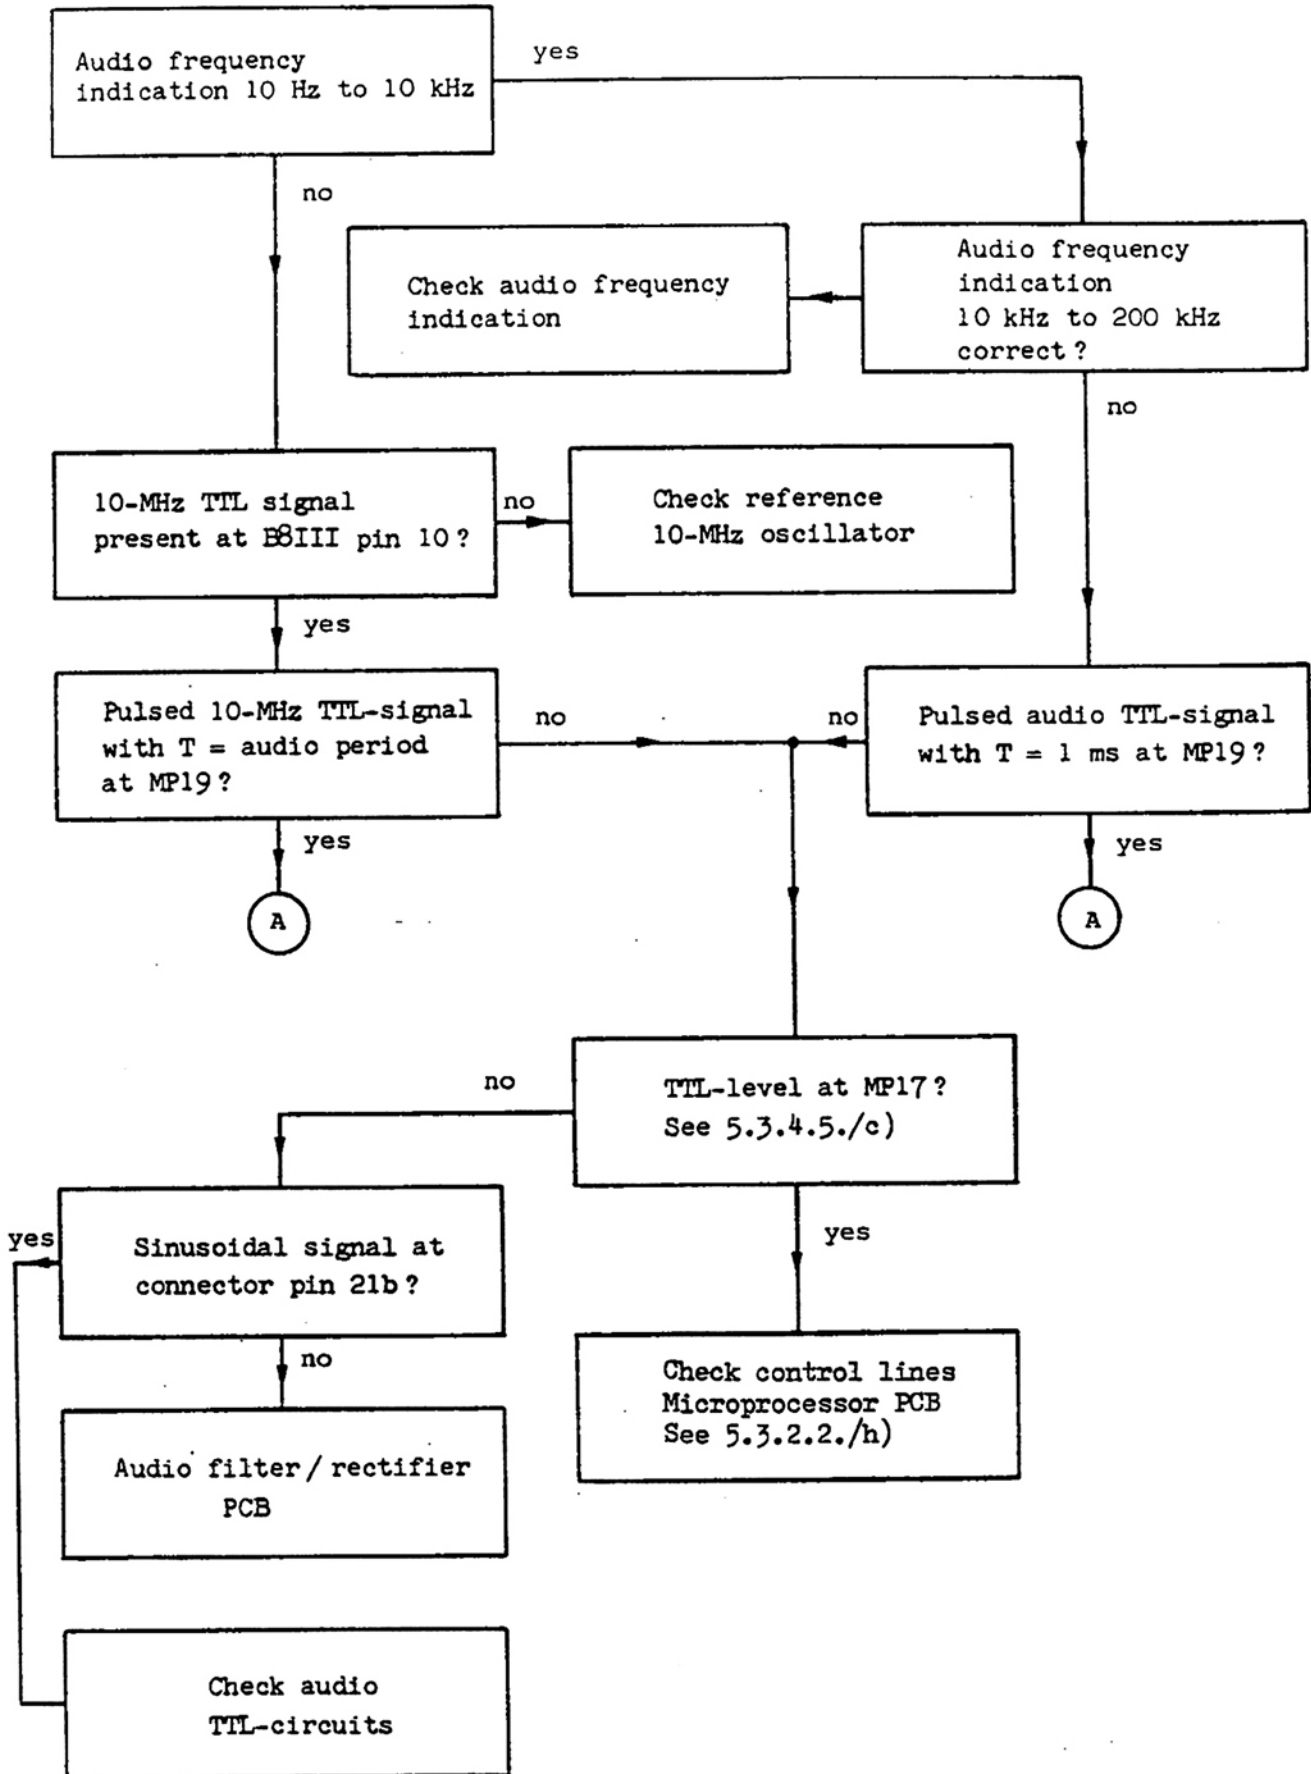 Audio frequency
indication 10 Hz to 10 kHz
yes
no
Check audio frequency
indication
Audio frequency
indication
10 kHz to 200 kHz
correct?
no
10-MHz TTL signal
present at B8III pin 10?
no
Check reference
10-MHz oscillator
yes
Pulsed 10-MHz TTL-signal
with T = audio period
at MP19?
no
no
Pulsed audio TTL-signal
with T = 1 ms at MP19?
yes
yes
A
A
TTL-level at MP17?
See 5.3.4.5./c)
no
yes
Sinusoidal signal at
connector pin 21b?
yes
no
Check control lines
Microprocessor PCB
See 5.3.2.2./h)
Audio filter/rectifier
PCB
Check audio
TTL-circuits